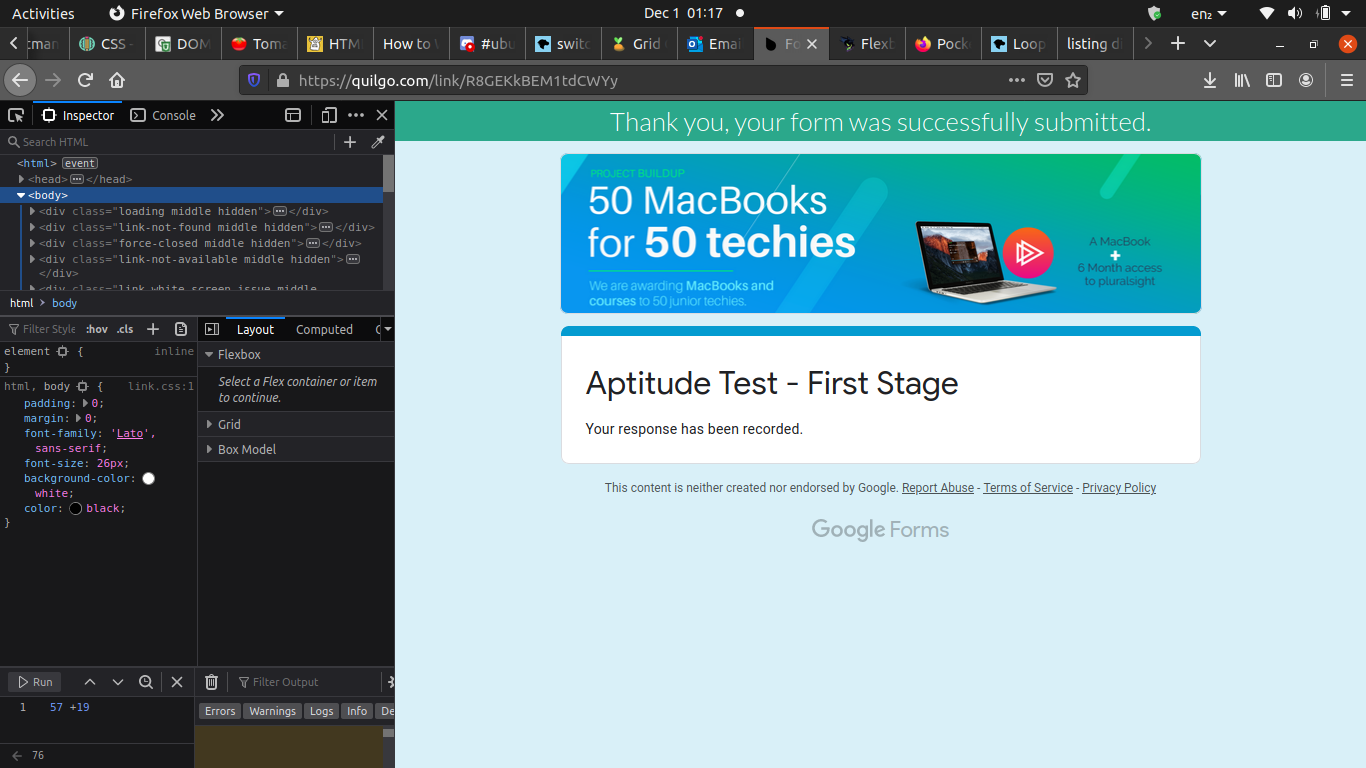 Activities
Firefox Web Browser
Dec 1 01:17
en₂
CSS -
DOM
Toma
HTM
How to
#ubu
switc
Grid
Emai
Fo
Flexb
Pock
Loop
listing di
https://quilgo.com/link/R8GEKkBEM1tdCWYy
Inspector
Console
Search HTML
<html> event
<head> </head>
<body>
<div class="loading middle hidden"> </div>
<div class="link-not-found middle hidden"> </div>
<div class="force-closed middle hidden"> </div>
<div class="link-not-available middle hidden">
</div>
<div class="link-white-screen-issue middle
html > body
Filter Style
:hov .cls
Layout
Computed
element {
inline
}
html, body {
link.css:1
padding: 0;
margin: 0;
font-family: 'Lato',
sans-serif;
font-size: 26px;
background-color:
white;
color: black;
}
Flexbox
Select a Flex container or item
to continue.
Grid
Box Model
Run
1 57 +19
76
Filter Output
Errors
Warnings
Logs
Info
De
Thank you, your form was successfully submitted.
PROJECT BUILDUP
50 MacBooks
for 50 techies
We are awarding MacBooks and
courses to 50 junior techies.
A MacBook
+
6 Month access
to pluralsight
Aptitude Test - First Stage
Your response has been recorded.
This content is neither created nor endorsed by Google. Report Abuse - Terms of Service - Privacy Policy
Google Forms